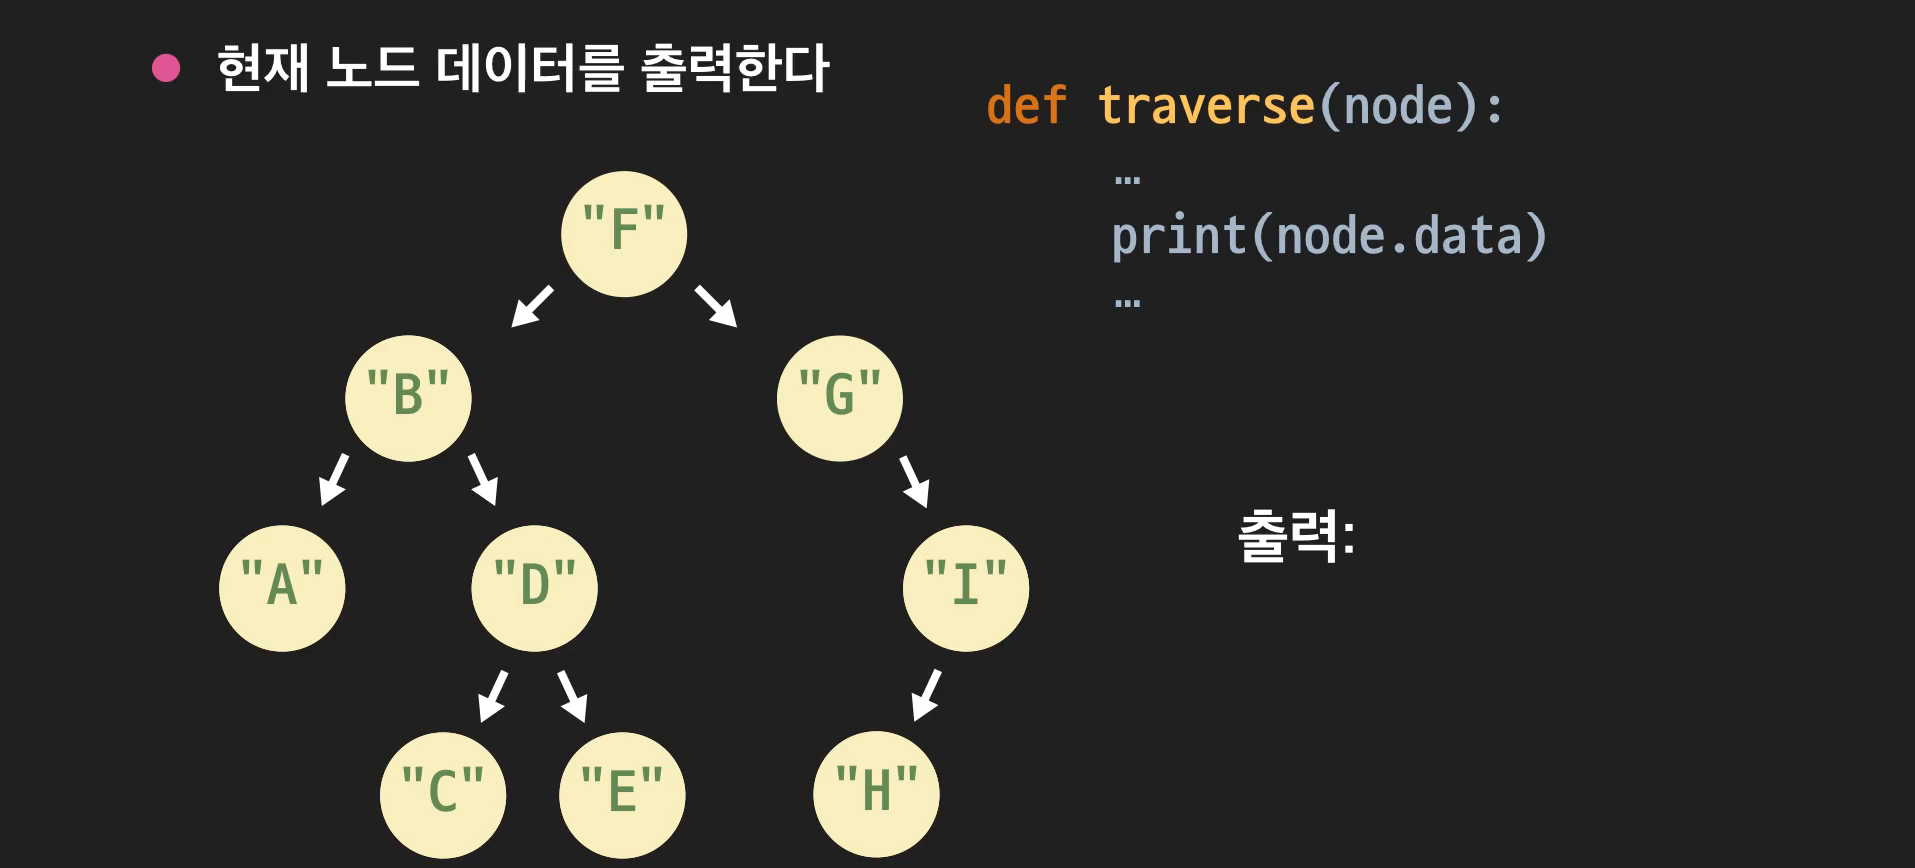 현재 노드 데이터를 출력한다
def traverse(node):
…
print(node.data)
…
"F"
"B" "G"
"A" "D" "I"
"C" "E" "H"
출력: